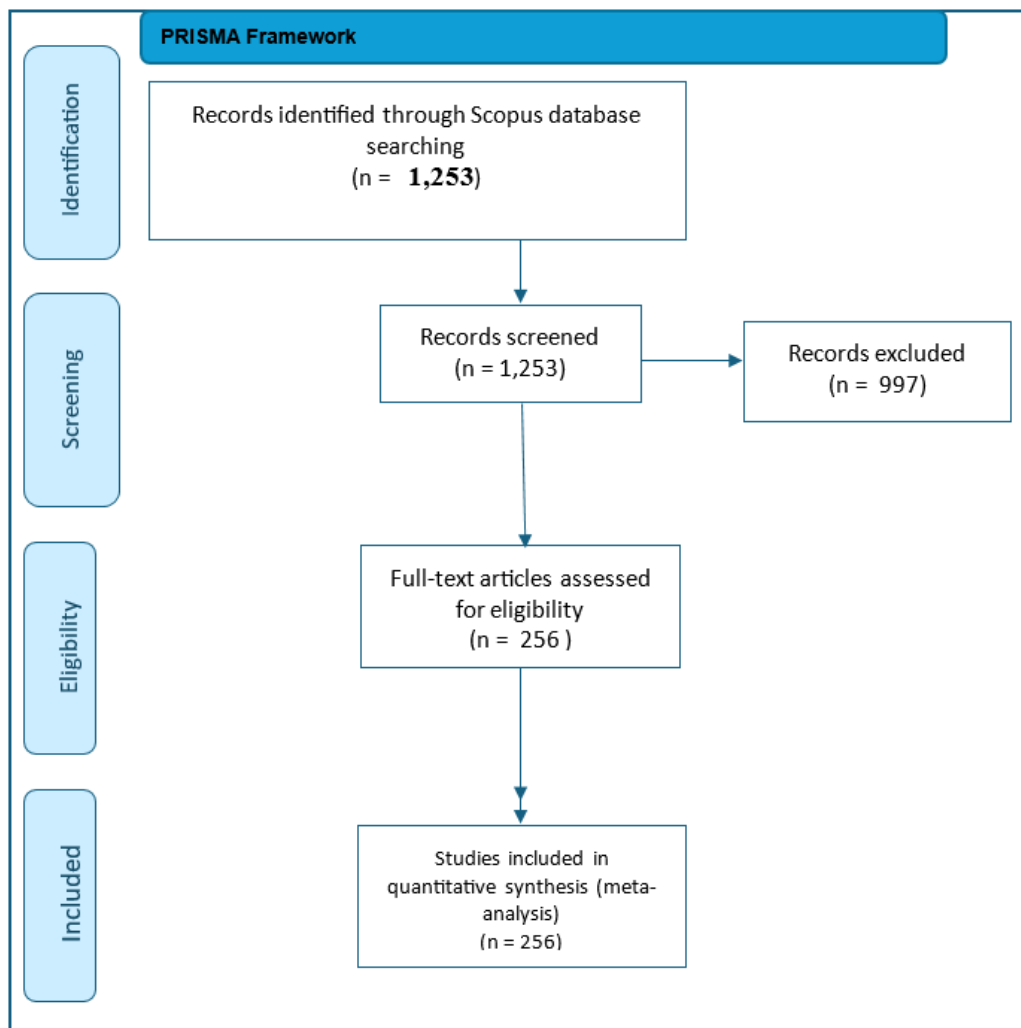 PRISMA Framework
Identification
Records identified through Scopus database
searching
(n = 1,253)
Screening
Records screened
(n = 1,253)
Records excluded
(n = 997)
Eligibility
Full-text articles assessed
for eligibility
(n = 256 )
Included
Studies included in
quantitative synthesis (meta-
analysis)
(n = 256)